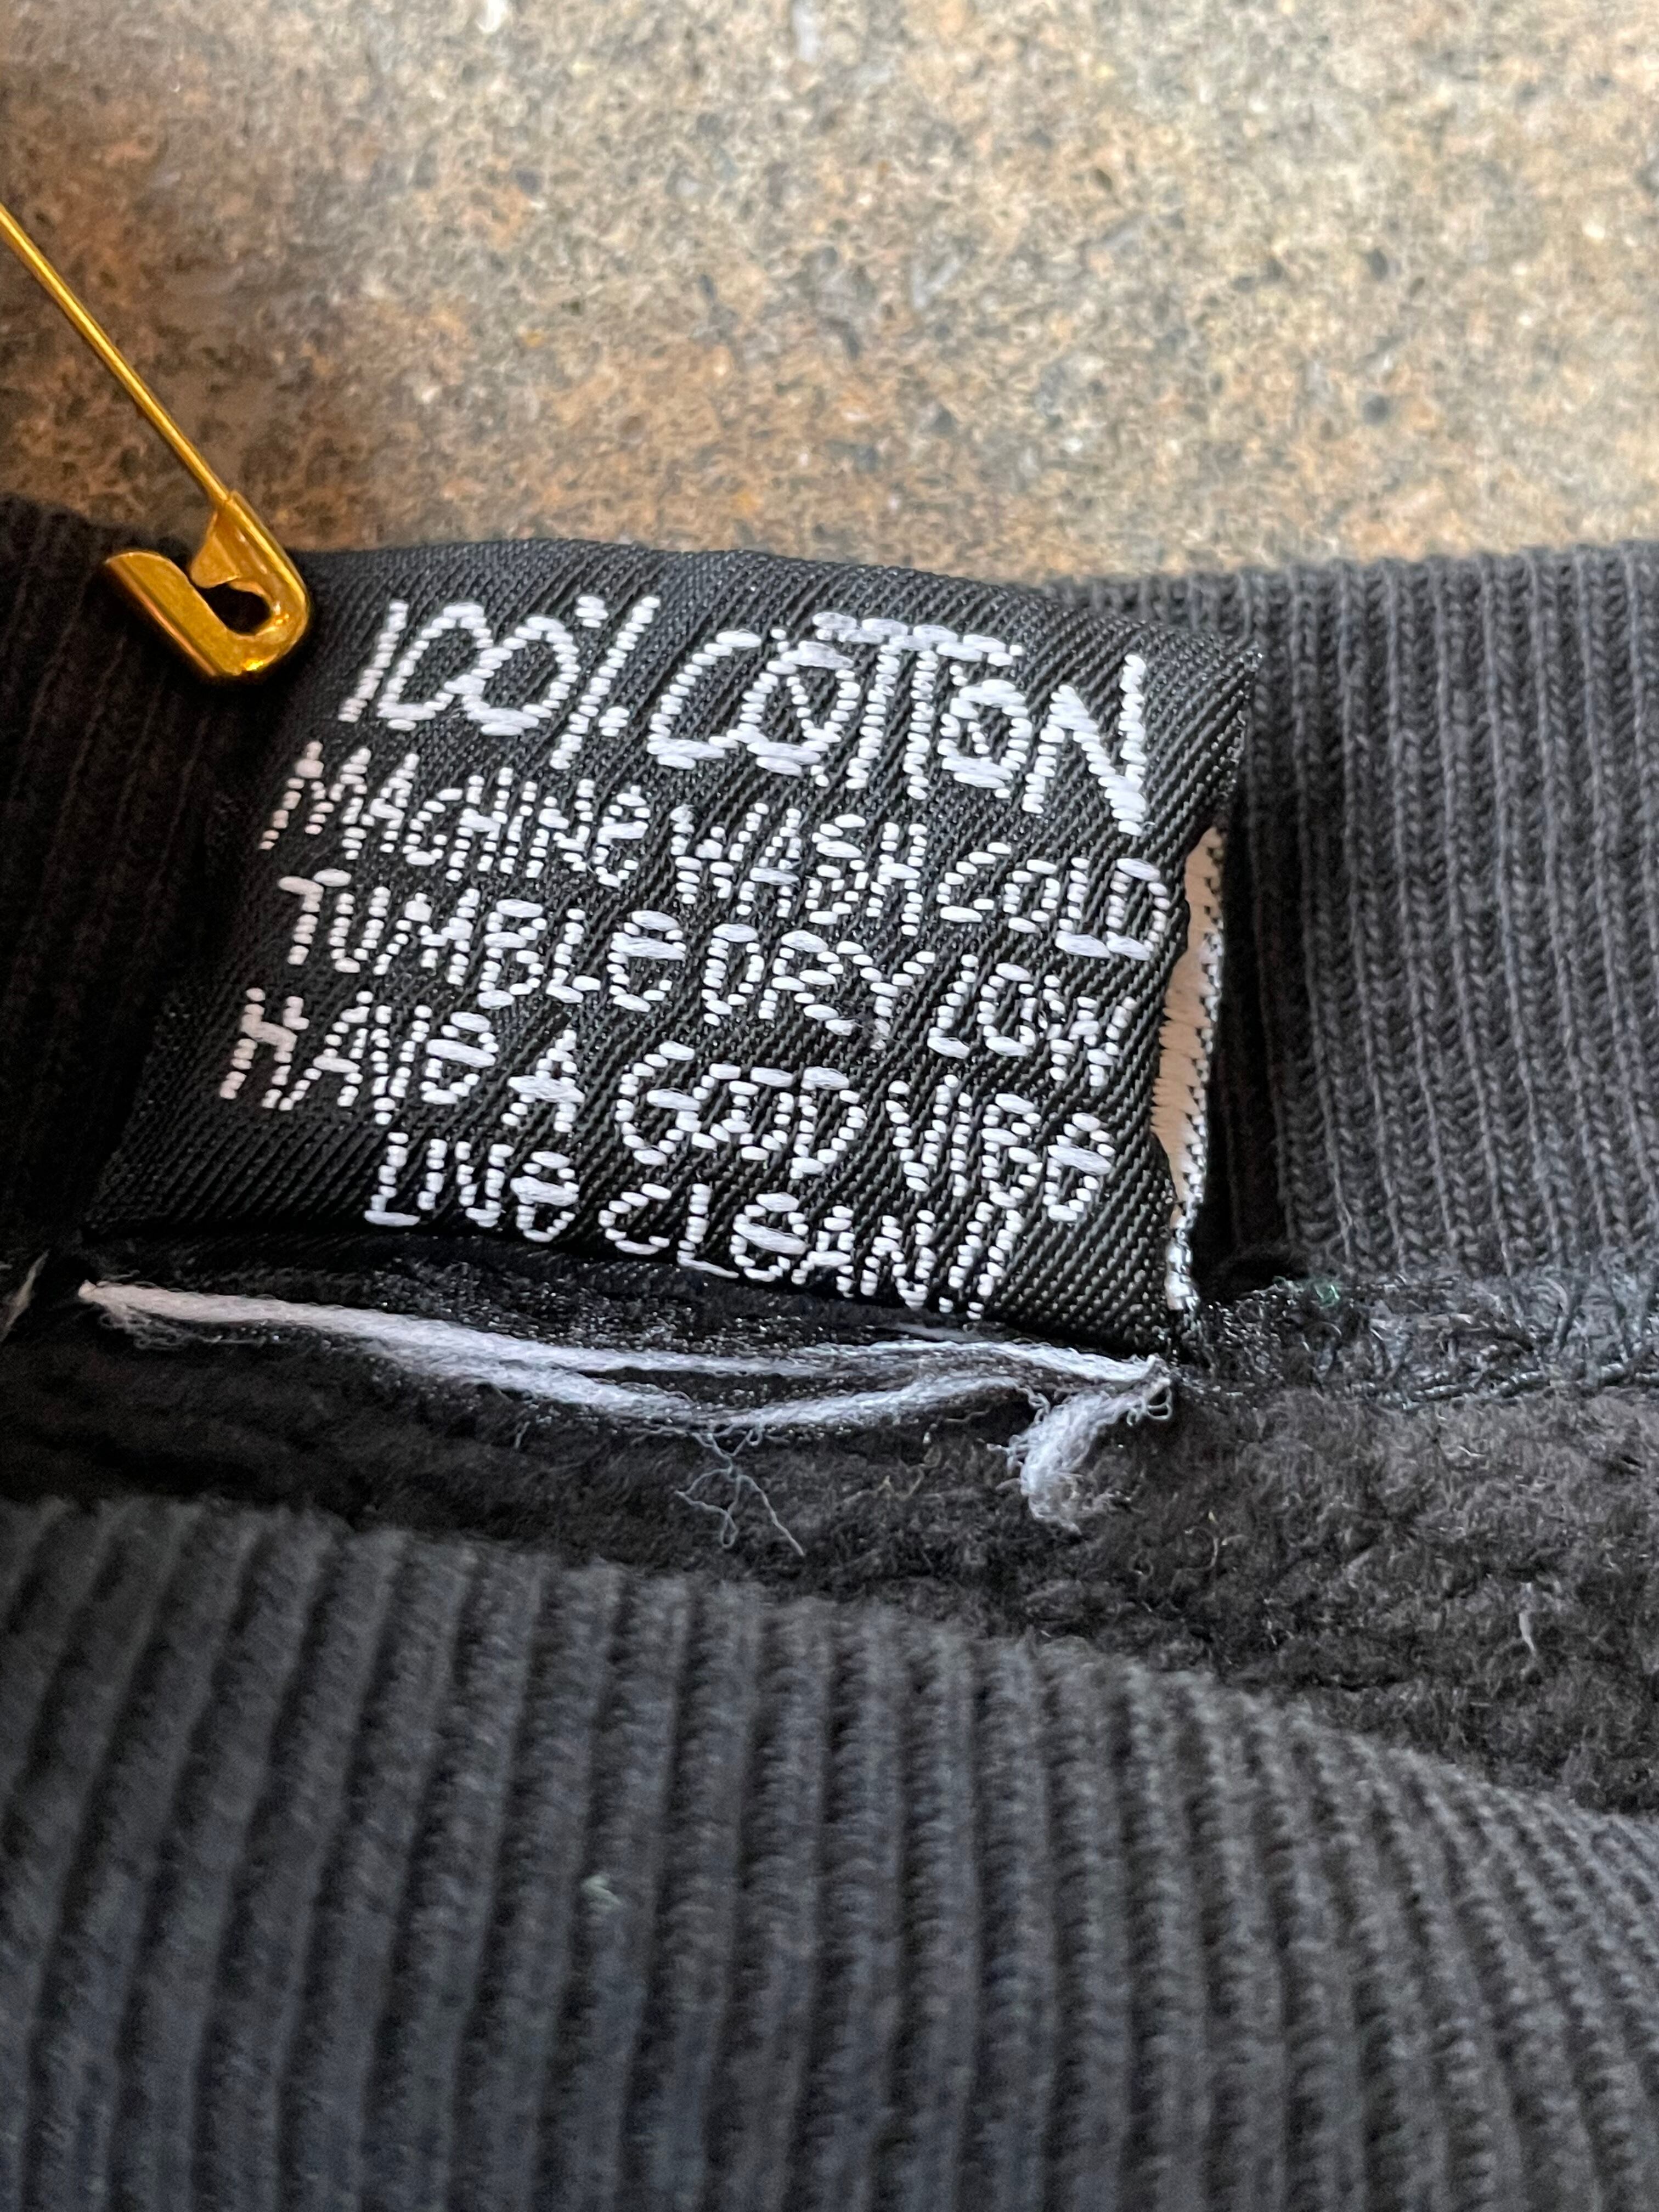 100% COTTON
MACHINE WASH COLD
TUMBLE DRY LOW
HAVE A GOOD VIBE
LIVE CLEAN!!